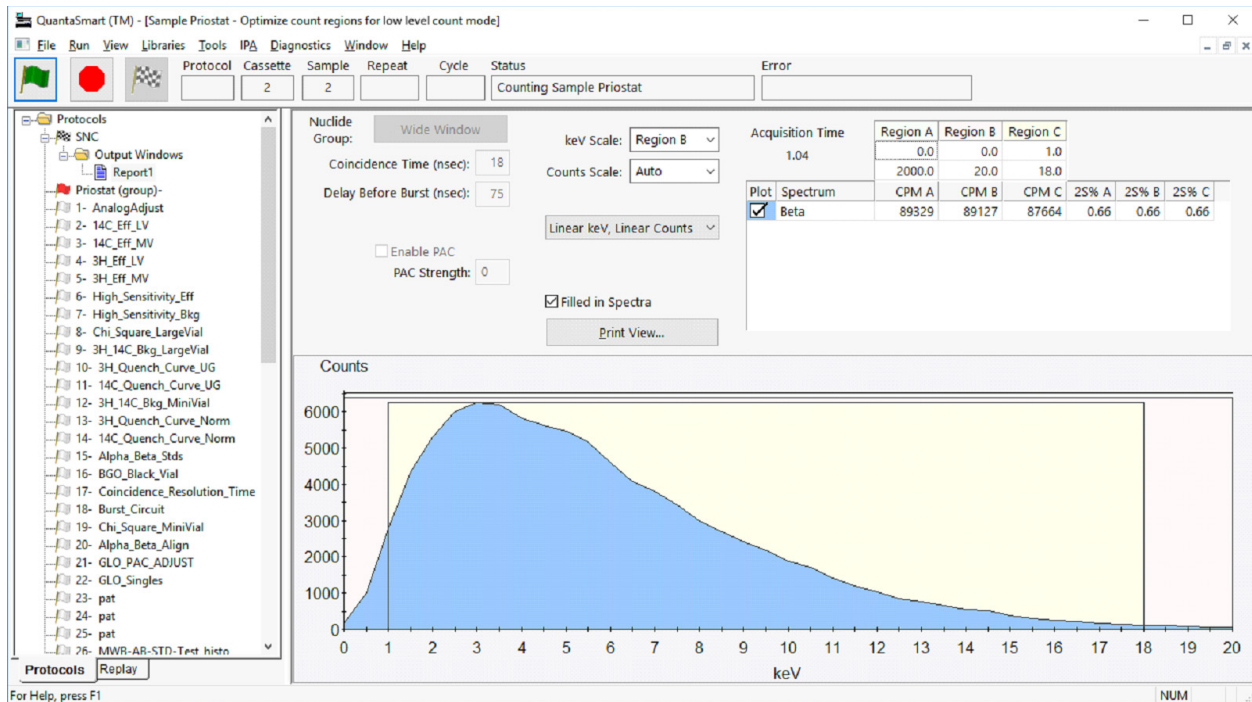 QuantaSmart (TM) - [Sample Priostat - Optimize count regions for low level count mode]
File Run View Libraries Tools IPA Diagnostics Window Help
Protocol Cassette Sample Repeat Cycle Status Error
2 2 Counting Sample Priostat
Protocols
SNC
Output Windows
Report1
Priostat (group)-
1- AnalogAdjust
2- 14C_Eff_LV
3- 14C_Eff_MV
4- 3H_Eff_LV
5- 3H_Eff_MV
6- High_Sensitivity_Eff
7- High_Sensitivity_Bkg
8- Chi_Square_LargeVial
9- 3H_14C_Bkg_LargeVial
10- 3H_Quench_Curve_UG
11- 14C_Quench_Curve_UG
12- 3H_14C_Bkg_MiniVial
13- 3H_Quench_Curve_Norm
14- 14C_Quench_Curve_Norm
15- Alpha_Beta_Stds
16- BGO_Black_Vial
17- Coincidence_Resolution_Time
18- Burst_Circuit
19- Chi_Square_MiniVial
20- Alpha_Beta_Align
21- GLO_PAC_ADJUST
22- GLO_Singles
23- pat
24- pat
25- pat
26- MWB-AB-STD-Test_histo
Protocols Replay
Nuclide
Group:
Wide Window
Coincidence Time (nsec): 18
Delay Before Burst (nsec): 75
Enable PAC
PAC Strength: 0
keV Scale: Region B
Counts Scale: Auto
Linear keV, Linear Counts
Filled in Spectra
Print View...
Acquisition Time
1.04
Region A Region B Region C
0.0 0.0 1.0
2000.0 20.0 18.0
Plot Spectrum CPM A CPM B CPM C 2S% A 2S% B 2S% C
Beta 89329 89127 87664 0.66 0.66 0.66
Counts
6000
5000
4000
3000
2000
1000
0
0 1 2 3 4 5 6 7 8 9 10 11 12 13 14 15 16 17 18 19 20
keV
For Help, press F1
NUM